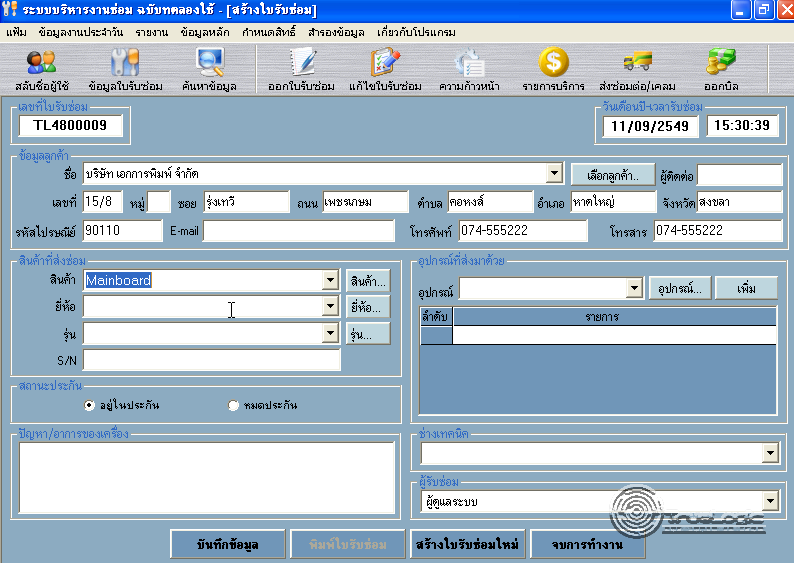 ระบบบริหารงานซ่อม ฉบับทดลองใช้ - [สร้างใบรับซ่อม]
แฟ้ม ข้อมูลงานประจำวัน รายงาน ข้อมูลหลัก กำหนดสิทธิ์ สำรองข้อมูล เกี่ยวกับโปรแกรม
สลับชื่อผู้ใช้ ข้อมูลใบรับซ่อม ค้นหาข้อมูล ออกใบรับซ่อม แก้ไขใบรับซ่อม ความก้าวหน้า รายการบริการ ส่งซ่อมต่อ/เคลม ออกบิล
เลขที่ใบรับซ่อม วันเดือนปี-เวลารับซ่อม
TL4800009 11/09/2549 15:30:39
ข้อมูลลูกค้า
ชื่อ บริษัท เอกการพิมพ์ จำกัด เลือกลูกค้า.. ผู้ติดต่อ
เลขที่ 15/8 หมู่ ซอย รุ่งเทวี ถนน เพชรเกษม ตำบล คอหงส์ อำเภอ หาดใหญ่ จังหวัด สงขลา
รหัสไปรษณีย์ 90110 E-mail โทรศัพท์ 074-555222 โทรสาร 074-555222
สินค้าที่ส่งซ่อม อุปกรณ์ที่ส่งมาด้วย
สินค้า Mainboard สินค้า... อุปกรณ์ อุปกรณ์... เพิ่ม
ยี่ห้อ ยี่ห้อ... ลำดับ รายการ
รุ่น รุ่น...
S/N
สถานะประกัน
อยู่ในประกัน หมดประกัน
ปัญหา/อาการของเครื่อง ช่างเทคนิค
ผู้รับซ่อม
ผู้ดูแลระบบ
TrueLogic
บันทึกข้อมูล พิมพ์ใบรับซ่อม สร้างใบรับซ่อมใหม่ จบการทำงาน